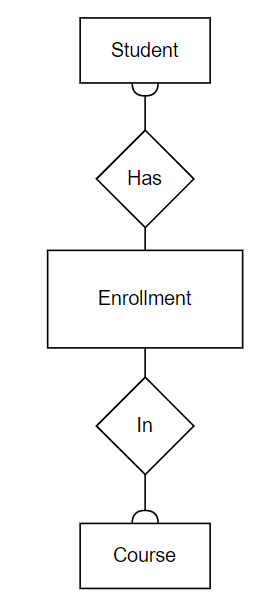 Student
Has
Enrollment
In
Course